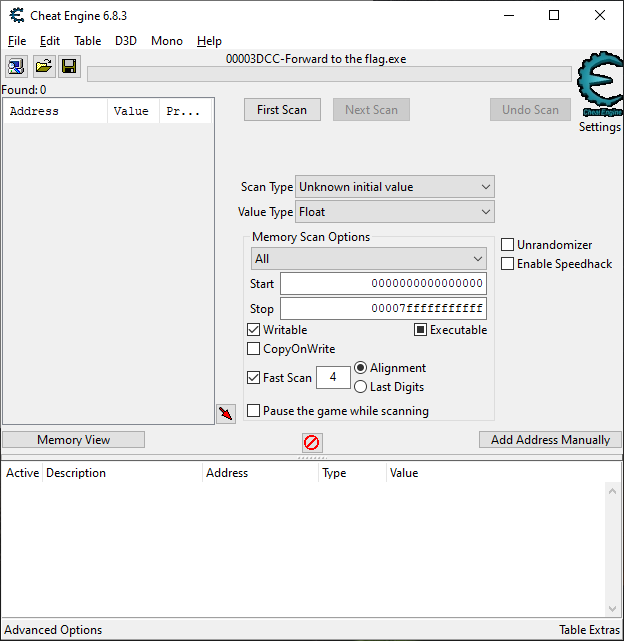 Cheat Engine 6.8.3
File Edit Table D3D Mono Help
00003DCC-Forward to the flag.exe
Found: 0
Address Value Pr...
First Scan Next Scan Undo Scan
Cheat Engine
Settings
Scan Type Unknown initial value
Value Type Float
Memory Scan Options
All
Unrandomizer
Enable Speedhack
Start 0000000000000000
Stop 00007fffffffffff
Writable Executable
CopyOnWrite
Fast Scan 4 Alignment
Last Digits
Pause the game while scanning
Memory View Add Address Manually
Active Description Address Type Value
Advanced Options Table Extras